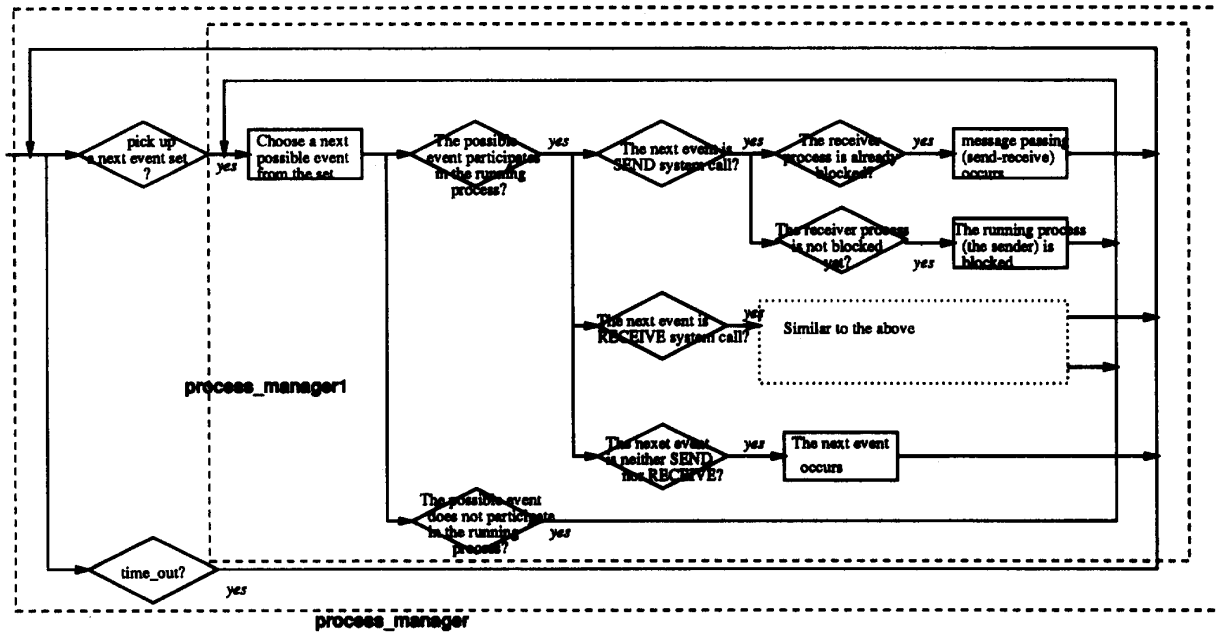 pick up
a next event set
?
yes
Choose a next
possible event
from the set
The possible
event participates
in the running
process?
yes
The next event is
SEND system call?
yes
The receiver
process is already
blocked?
yes
message passing
(send-receive)
occurs
The receiver process
is not blocked
yet?
yes
The running process
(the sender) is
blocked
The next event is
RECEIVE system call?
yes
Similar to the above
process_manager1
The nexet event
is neither SEND
nos RECEIVE?
yes
The next event
occurs
The possible event
does not participate
in the running
process?
yes
time_out?
yes
process_manager